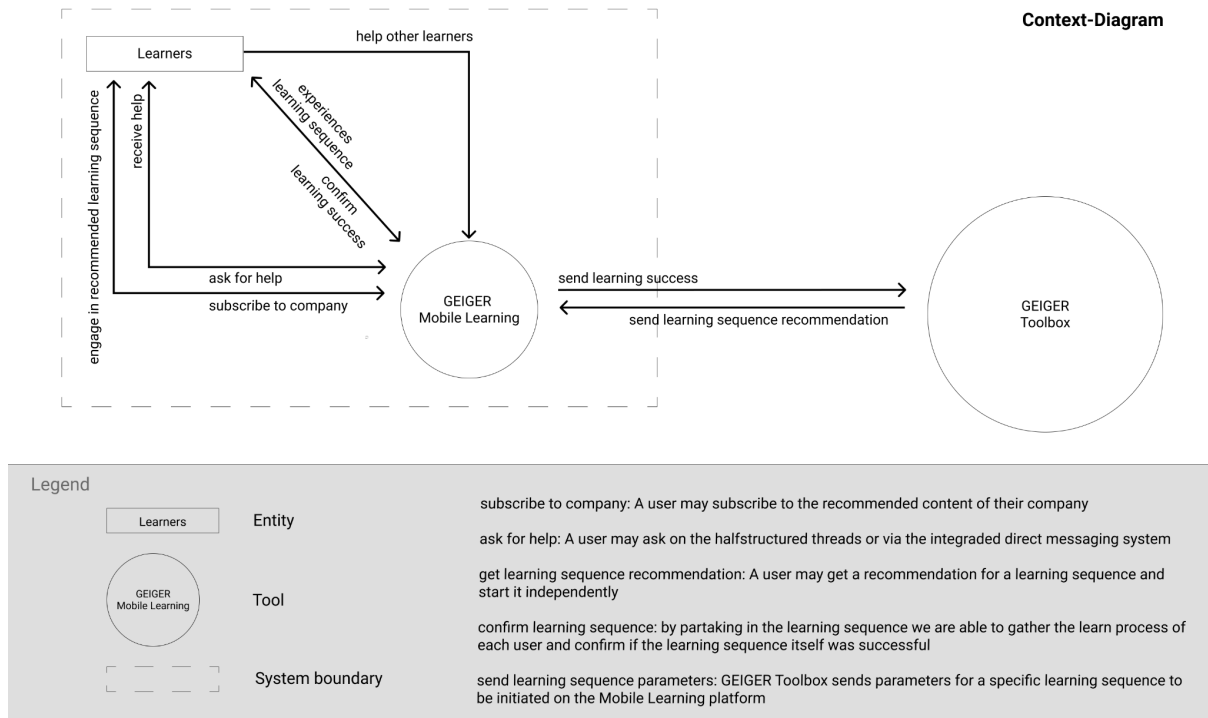 Context-Diagram
Learners
help other learners
engage in recommended learning sequence
receive help
experiences
learning sequence
confirm
learning success
ask for help
subscribe to company
GEIGER
Mobile Learning
send learning success
send learning sequence recommendation
GEIGER
Toolbox
Legend
Learners
Entity
GEIGER
Mobile Learning
Tool
System boundary
subscribe to company: A user may subscribe to the recommended content of their company
ask for help: A user may ask on the halfstructured threads or via the integraded direct messaging system
get learning sequence recommendation: A user may get a recommendation for a learning sequence and
start it independently
confirm learning sequence: by partaking in the learning sequence we are able to gather the learn process of
each user and confirm if the learning sequence itself was successful
send learning sequence parameters: GEIGER Toolbox sends parameters for a specific learning sequence to
be initiated on the Mobile Learning platform